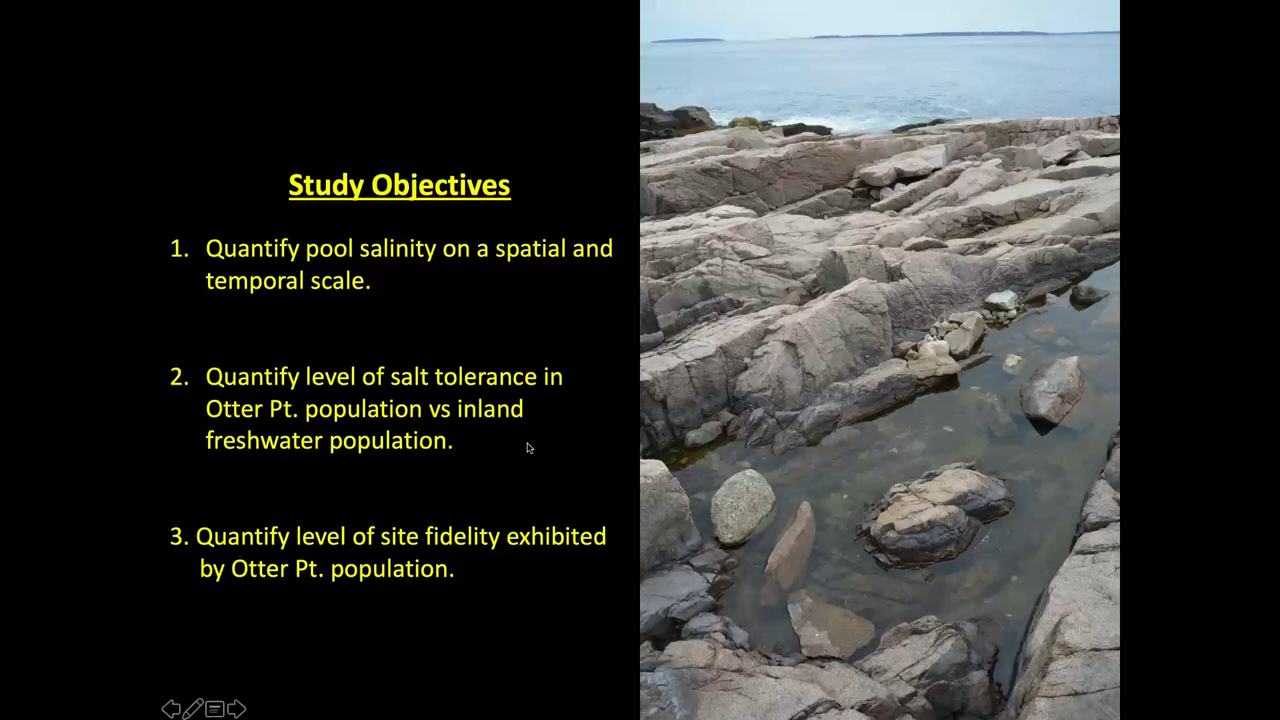 Study Objectives
1. Quantify pool salinity on a spatial and
temporal scale.
2. Quantify level of salt tolerance in
Otter Pt. population vs inland
freshwater population.
3. Quantify level of site fidelity exhibited
by Otter Pt. population.